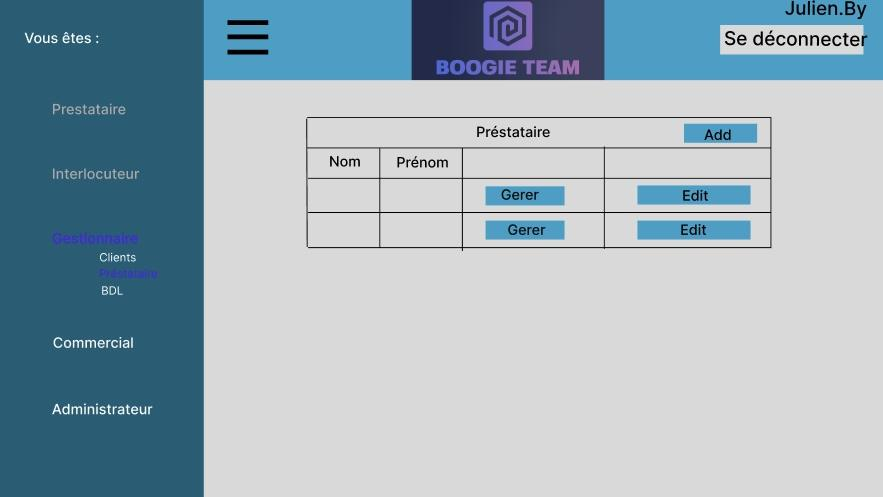 Vous êtes :
Prestataire
Interlocuteur
Gestionnaire
Clients
Préstataire
BDL
Commercial
Administrateur
BOOGIE TEAM
Julien.By
Se déconnecter
Préstataire Add
Nom Prénom
Gerer Edit
Gerer Edit